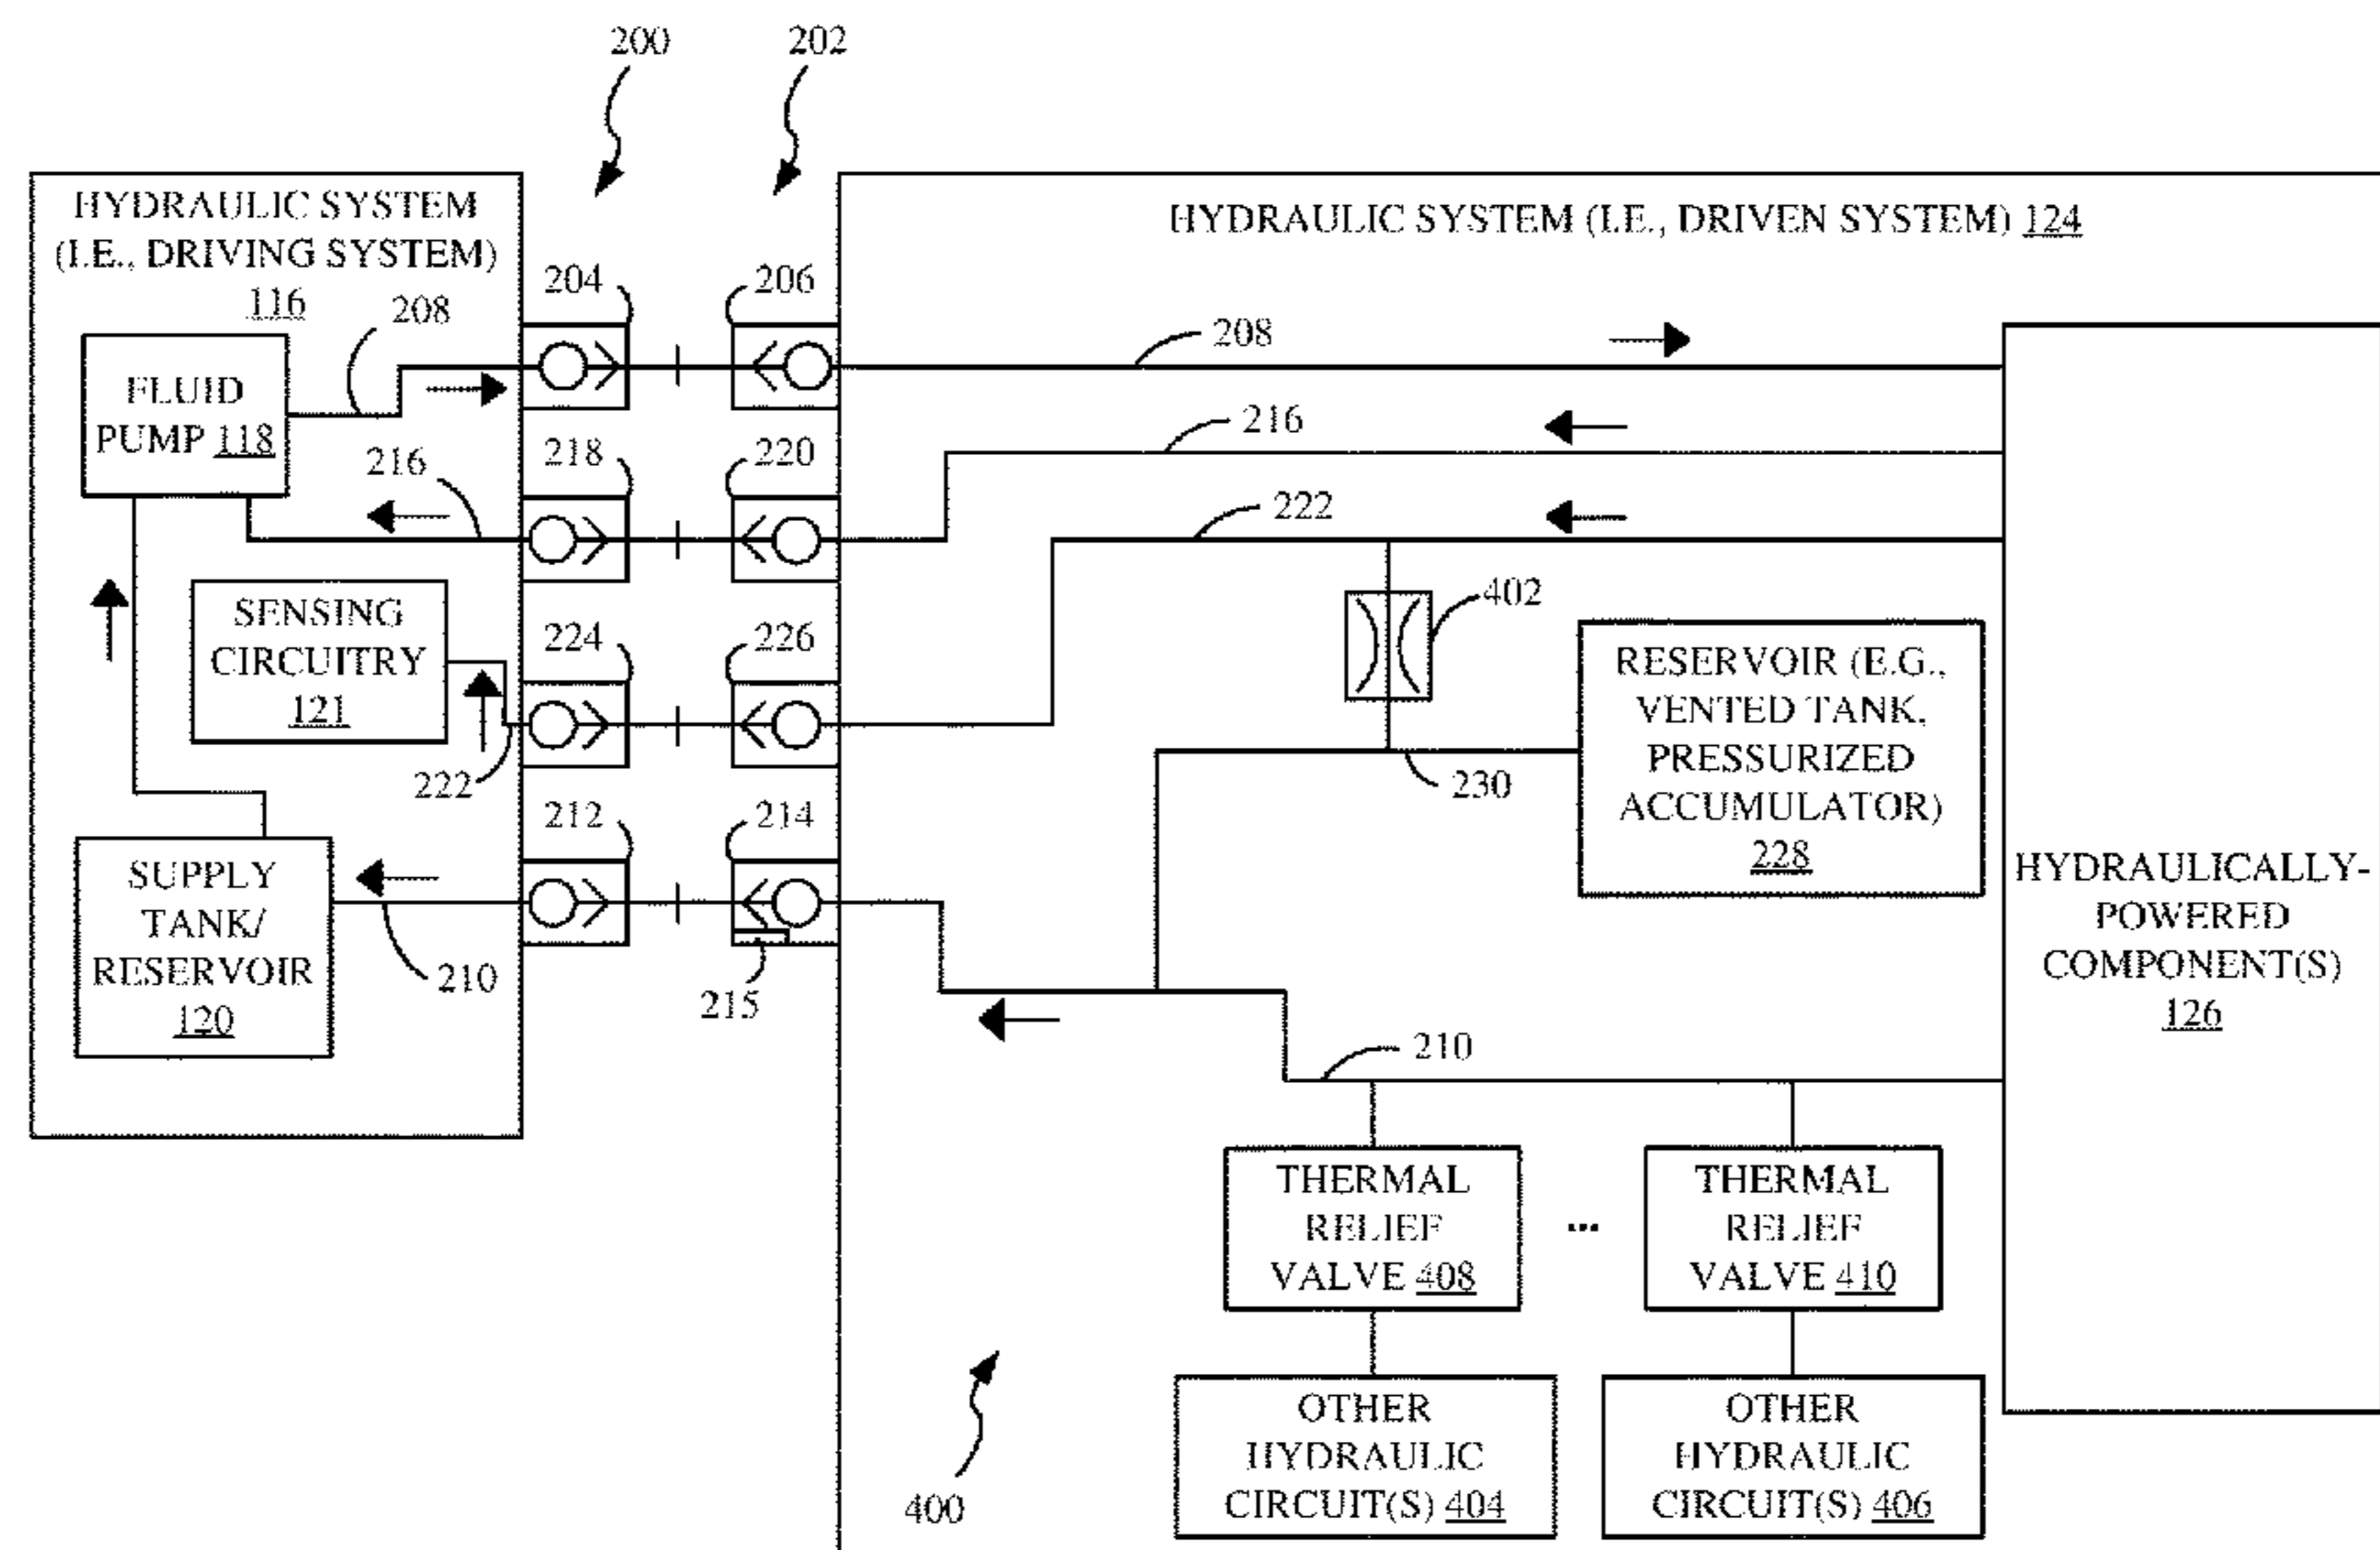 200
202
HYDRAULIC SYSTEM
(I.E., DRIVING SYSTEM)
116
HYDRAULIC SYSTEM (I.E., DRIVEN SYSTEM) 124
204
206
208
208
FLUID
PUMP 118
216
218
220
216
222
SENSING
CIRCUITRY
121
224
226
402
222
230
RESERVOIR (E.G.,
VENTED TANK,
PRESSURIZED
ACCUMULATOR)
228
212
214
SUPPLY
TANK/
RESERVOIR
120
210
215
HYDRAULICALLY-
POWERED
COMPONENT(S)
126
210
THERMAL
RELIEF
VALVE 408
...
THERMAL
RELIEF
VALVE 410
400
OTHER
HYDRAULIC
CIRCUIT(S) 404
OTHER
HYDRAULIC
CIRCUIT(S) 406